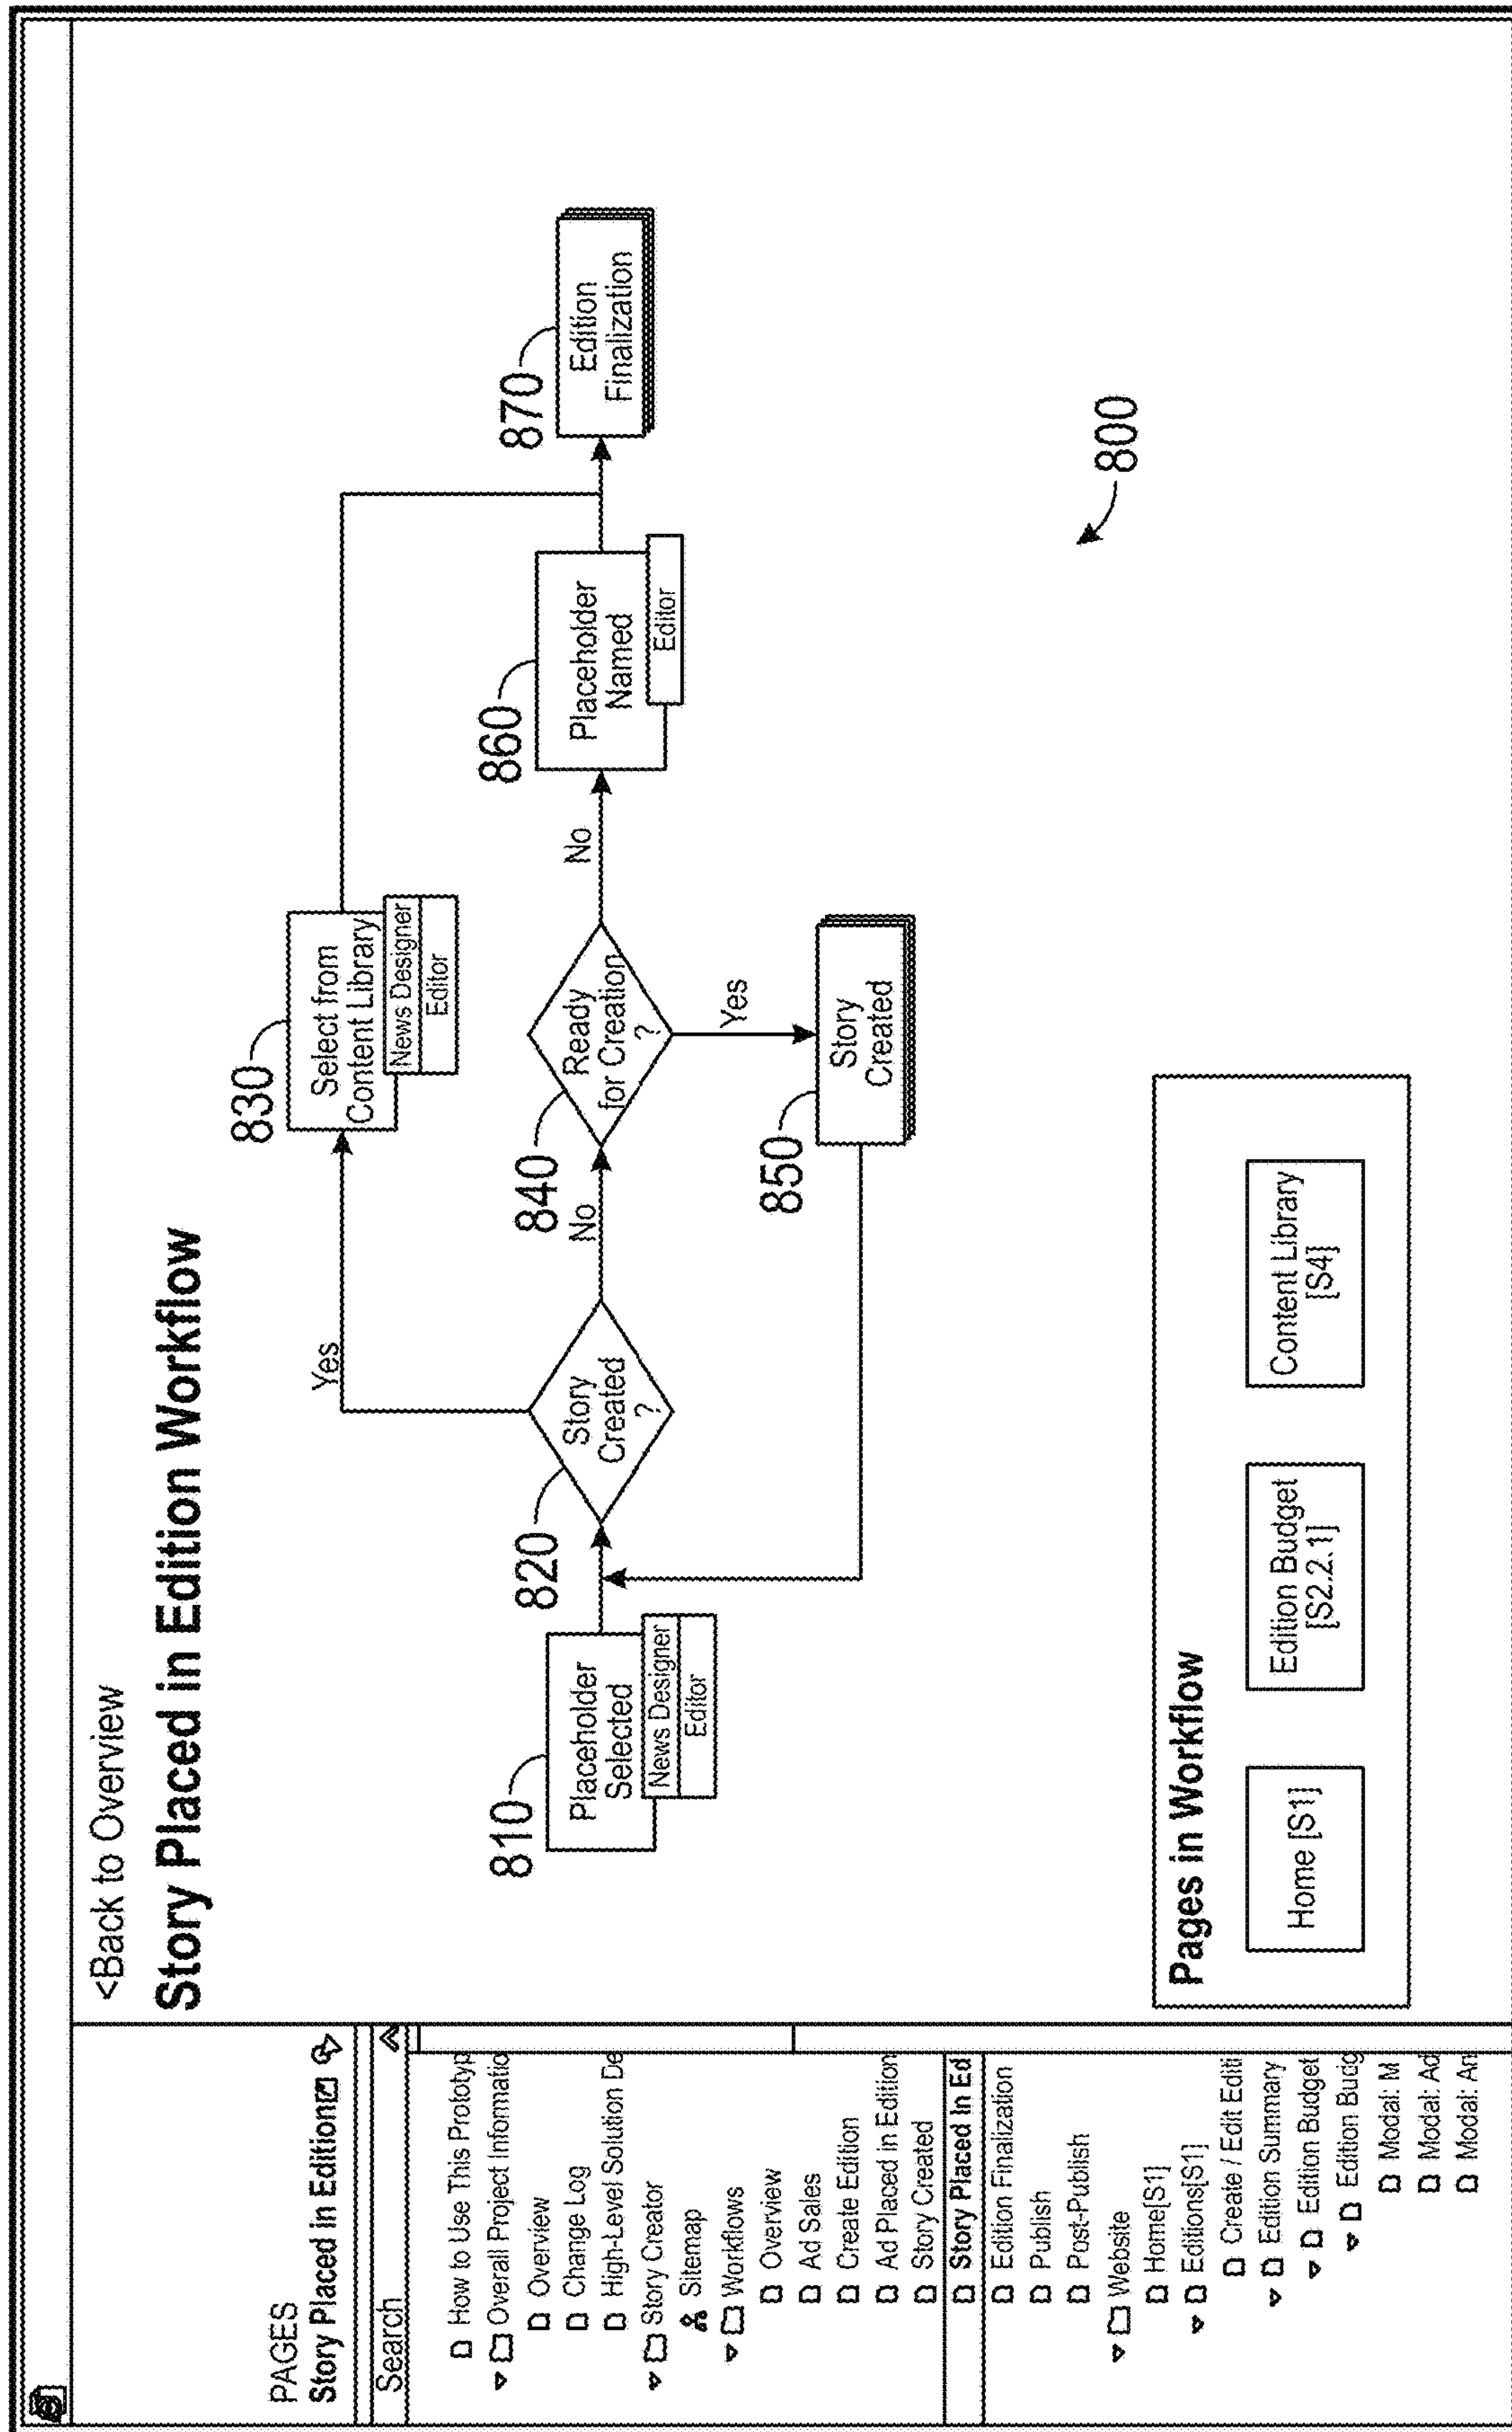 PAGES
Story Placed in Edition
Search
How to Use This Prototyp
Overall Project Informatio
Overview
Change Log
High-Level Solution De
Story Creator
Sitemap
Workflows
Overview
Ad Sales
Create Edition
Ad Placed in Edition
Story Created
Story Placed In Ed
Edition Finalization
Publish
Post-Publish
Website
Home[S1]
Editions[S1]
Create / Edit Editi
Edition Summary
Edition Budget
Edition Budg
Modal: M
Modal: Ad
Modal: An
<Back to Overview
Story Placed in Edition Workflow
810
Placeholder
Selected
News Designer
Editor
820
Story
Created
?
Yes
No
830
Select from
Content Library
News Designer
Editor
840
Ready
for Creation
?
Yes
No
850
Story
Created
860
Placeholder
Named
Editor
870
Edition
Finalization
800
Pages in Workflow
Home [S1]
Edition Budget
[S2.2.1]
Content Library
[S4]